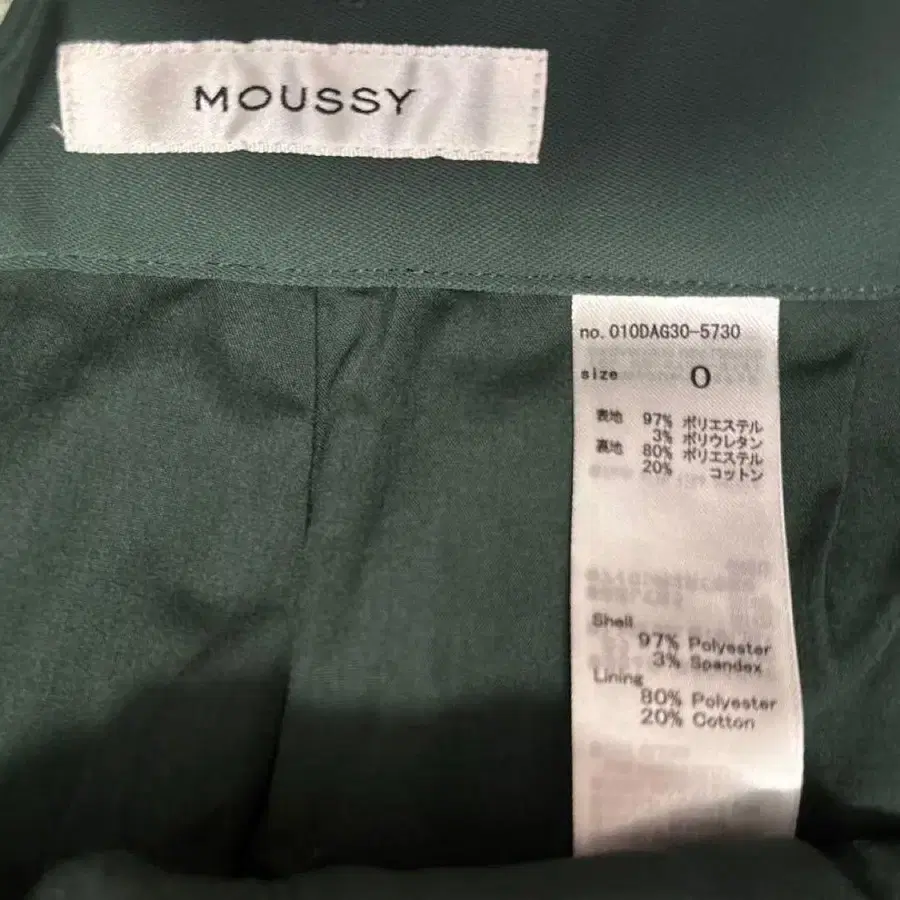 MOUSSY
no. 010DAG30-5730
size 0
表地 97% ポリエステル
3% ポリウレタン
裏地 80% ポリエステル
20% コットン
Shell
97% Polyester
3% Spandex
Lining
80% Polyester
20% Cotton